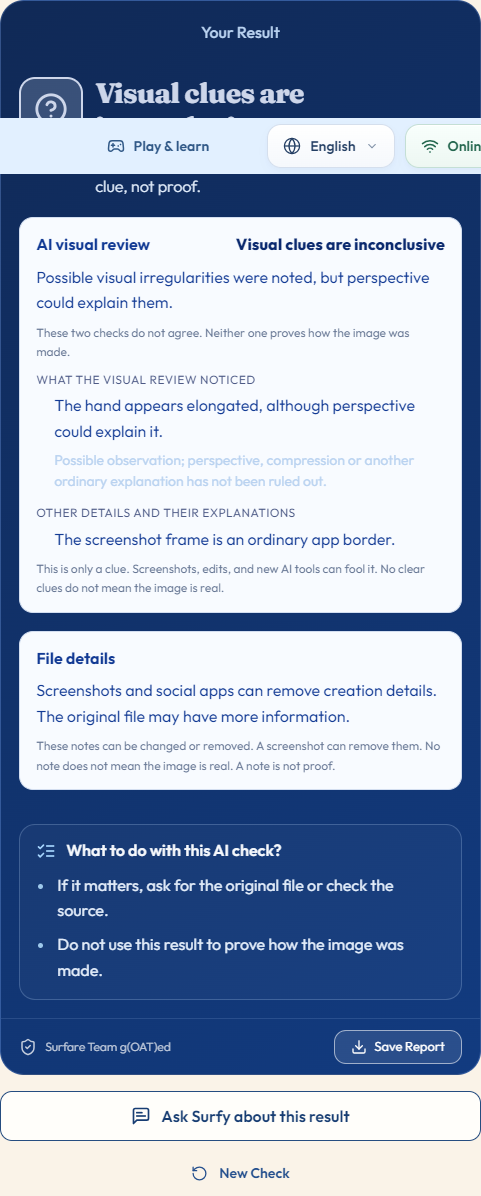 Your Result
Visual clues are
Play & learn
English
Onlin
clue, not proof.
AI visual review
Visual clues are inconclusive
Possible visual irregularities were noted, but perspective
could explain them.
These two checks do not agree. Neither one proves how the image was
made.
WHAT THE VISUAL REVIEW NOTICED
The hand appears elongated, although perspective
could explain it.
Possible observation; perspective, compression or another
ordinary explanation has not been ruled out.
OTHER DETAILS AND THEIR EXPLANATIONS
The screenshot frame is an ordinary app border.
This is only a clue. Screenshots, edits, and new AI tools can fool it. No clear
clues do not mean the image is real.
File details
Screenshots and social apps can remove creation details.
The original file may have more information.
These notes can be changed or removed. A screenshot can remove them. No
note does not mean the image is real. A note is not proof.
What to do with this AI check?
If it matters, ask for the original file or check the
source.
Do not use this result to prove how the image was
made.
Surfare Team g(OAT)ed
Save Report
Ask Surfy about this result
New Check